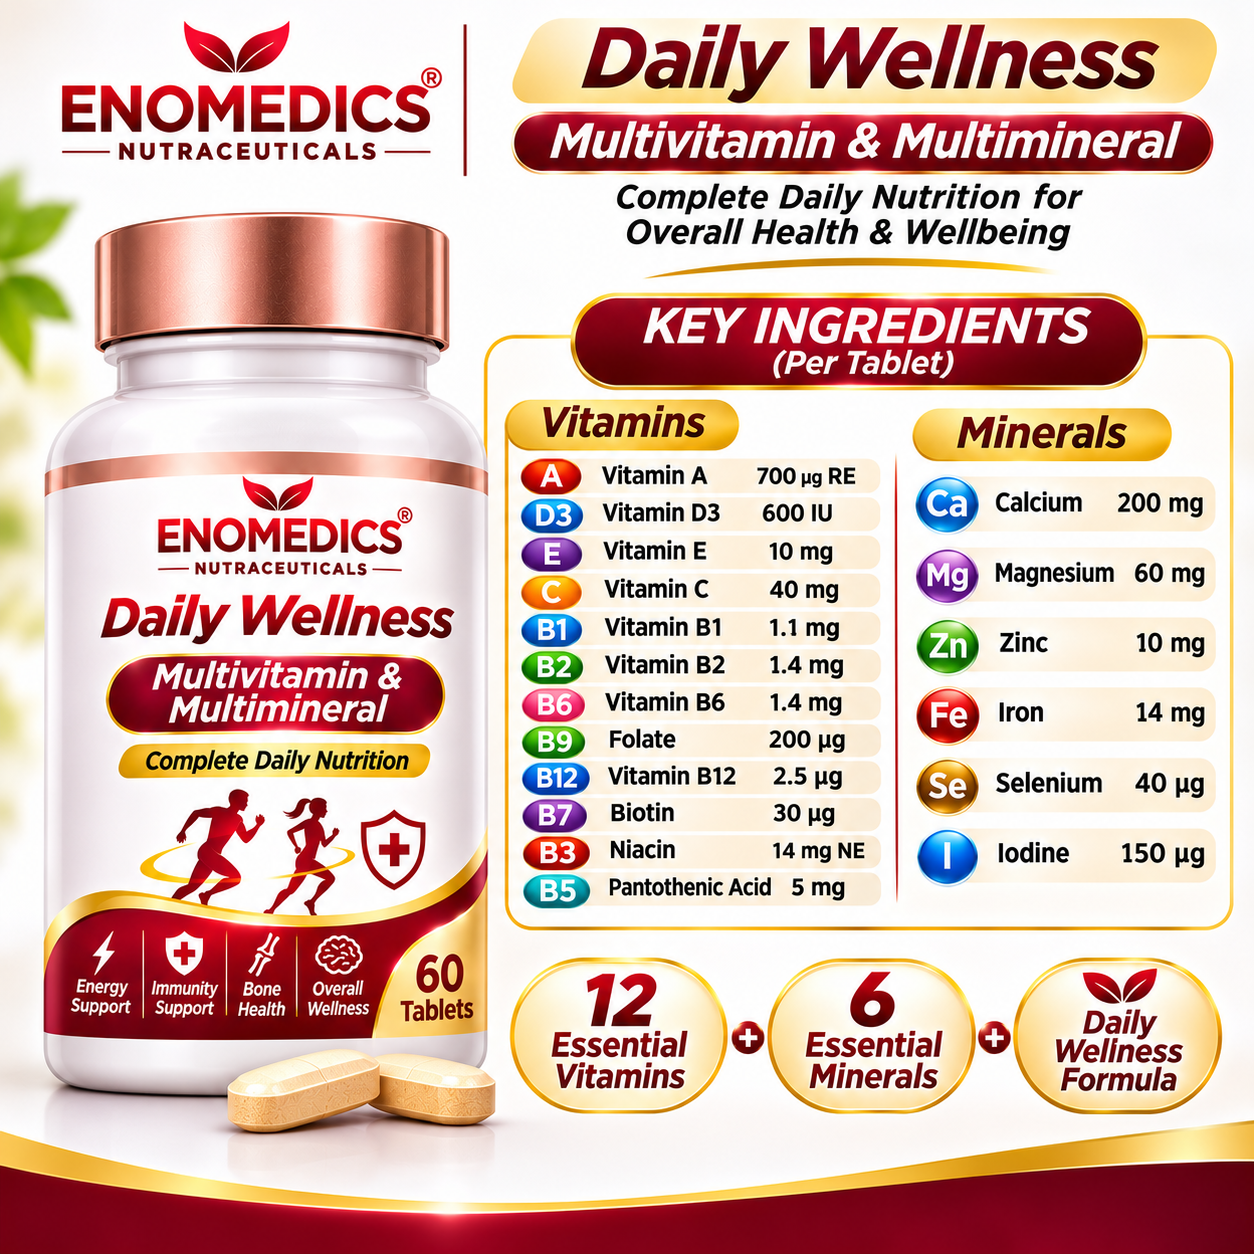 ENOMEDICS®
NUTRACEUTICALS
Daily Wellness
Multivitamin & Multimineral
Complete Daily Nutrition for
Overall Health & Wellbeing
KEY INGREDIENTS
(Per Tablet)
Vitamins
A Vitamin A 700 µg RE
D3 Vitamin D3 600 IU
E Vitamin E 10 mg
C Vitamin C 40 mg
B1 Vitamin B1 1.1 mg
B2 Vitamin B2 1.4 mg
B6 Vitamin B6 1.4 mg
B9 Folate 200 µg
B12 Vitamin B12 2.5 µg
B7 Biotin 30 µg
B3 Niacin 14 mg NE
B5 Pantothenic Acid 5 mg
Minerals
Ca Calcium 200 mg
Mg Magnesium 60 mg
Zn Zinc 10 mg
Fe Iron 14 mg
Se Selenium 40 µg
I Iodine 150 µg
ENOMEDICS®
NUTRACEUTICALS
Daily Wellness
Multivitamin &
Multimineral
Complete Daily Nutrition
Energy
Support
Immunity
Support
Bone
Health
Overall
Wellness
60
Tablets
12
Essential
Vitamins
6
Essential
Minerals
Daily
Wellness
Formula